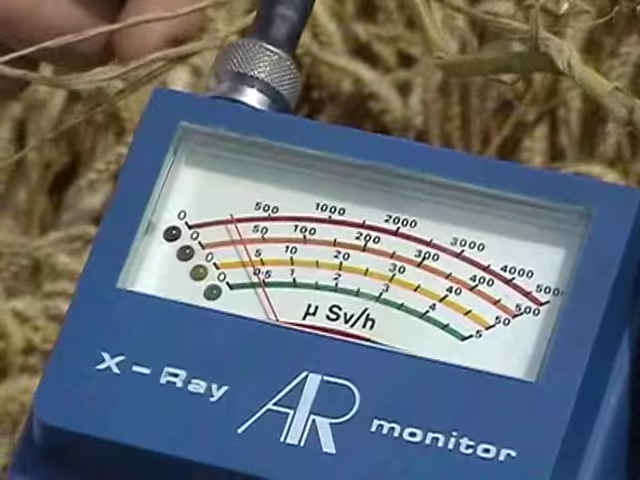 0 500 1000 2000 3000 4000 500
0 50 100 200 300 400 500
0 5 10 20 30 40 50
0 0.5 1 2 3 4 5
μ Sv/h
X-Ray AR monitor